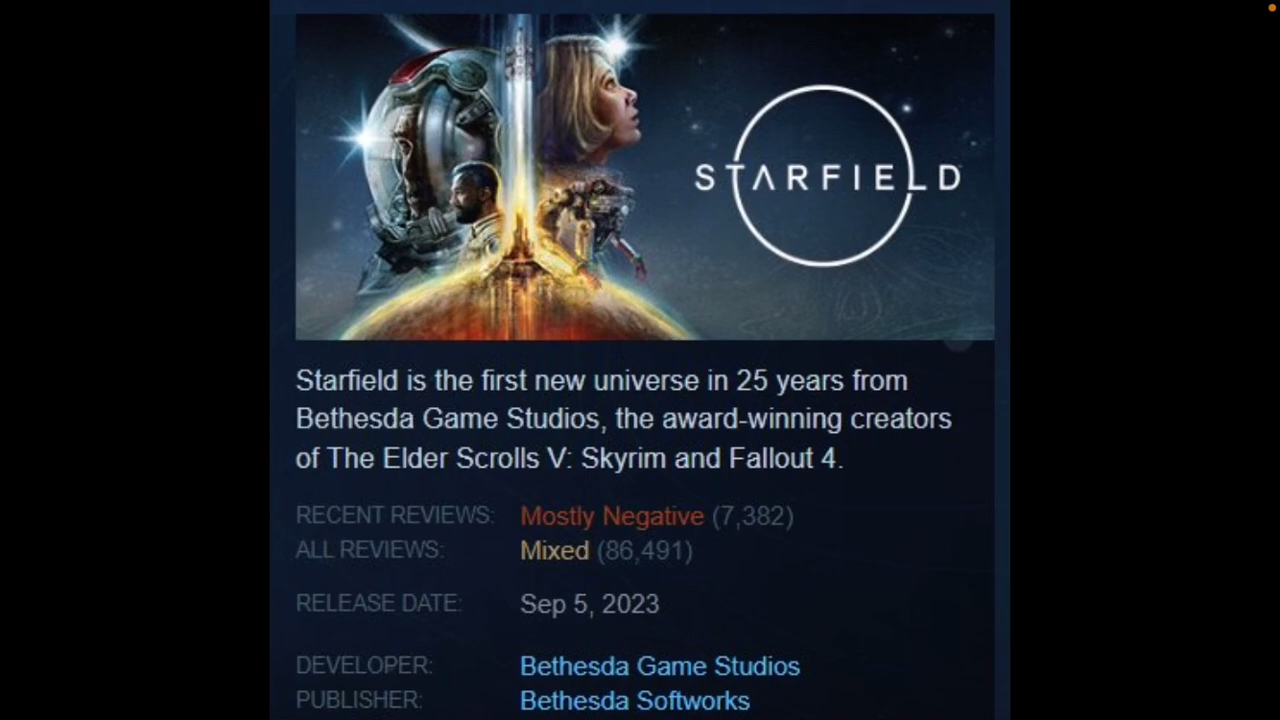 STARFIELD
Starfield is the first new universe in 25 years from
Bethesda Game Studios, the award-winning creators
of The Elder Scrolls V: Skyrim and Fallout 4.
RECENT REVIEWS: Mostly Negative (7,382)
ALL REVIEWS: Mixed (86,491)
RELEASE DATE: Sep 5, 2023
DEVELOPER: Bethesda Game Studios
PUBLISHER: Bethesda Softworks